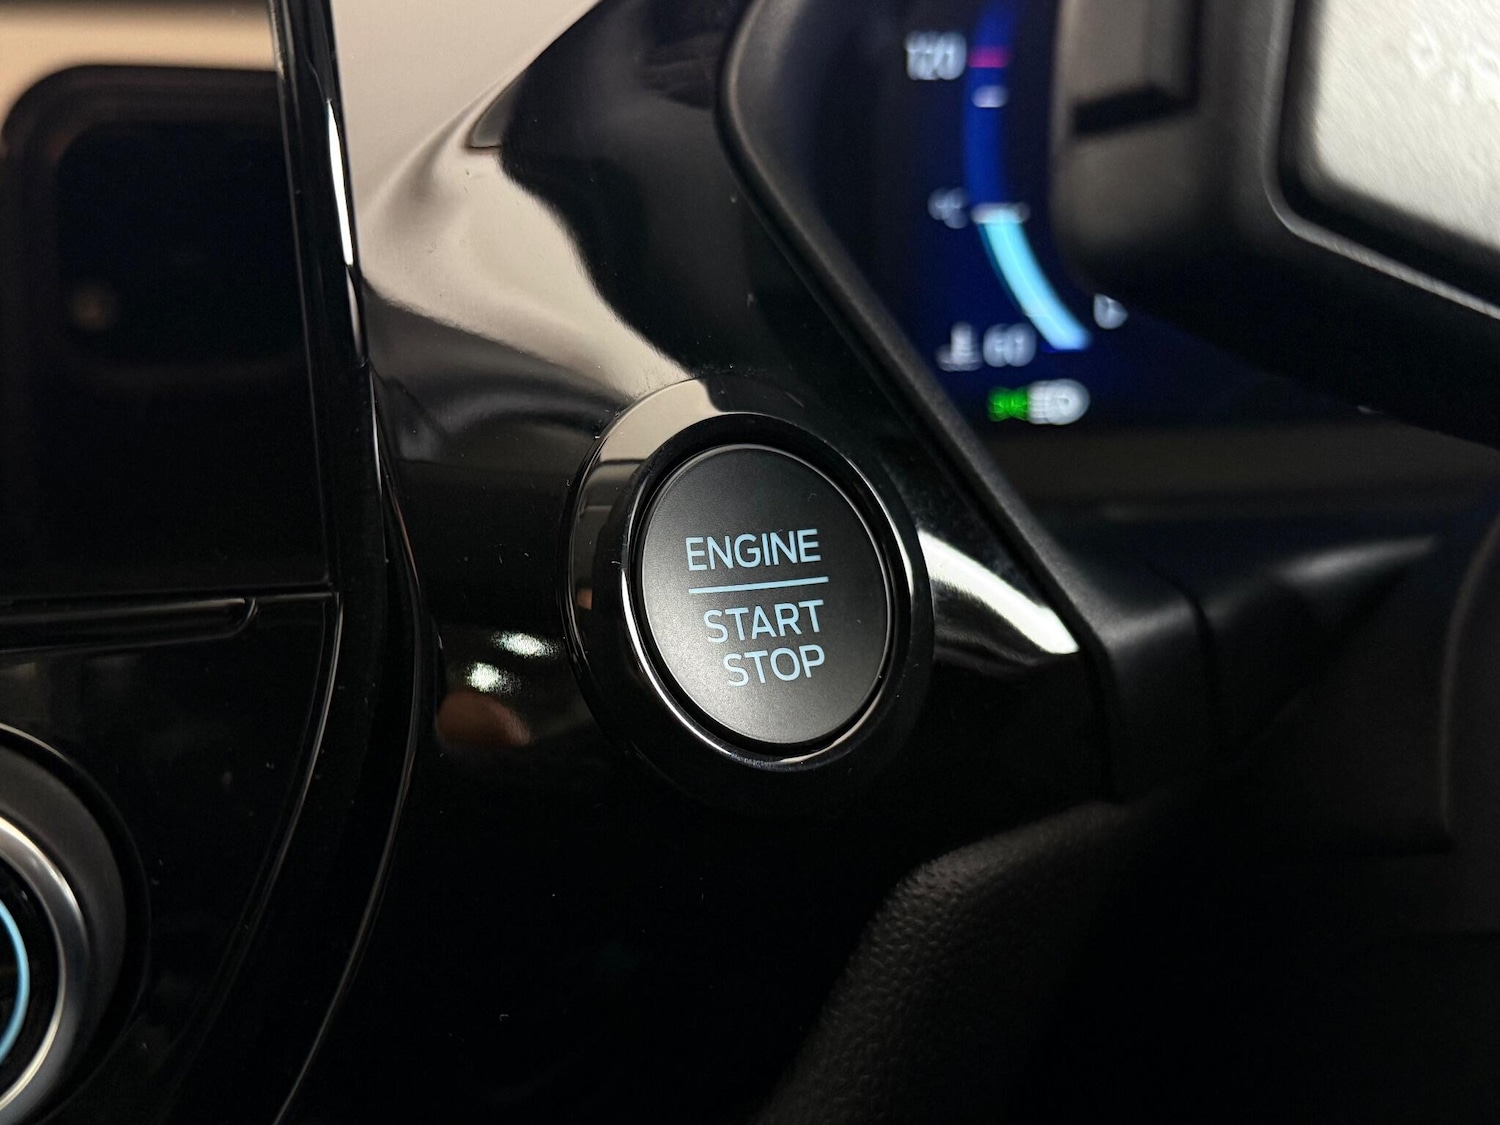 120
°C
60
ENGINE
START
STOP